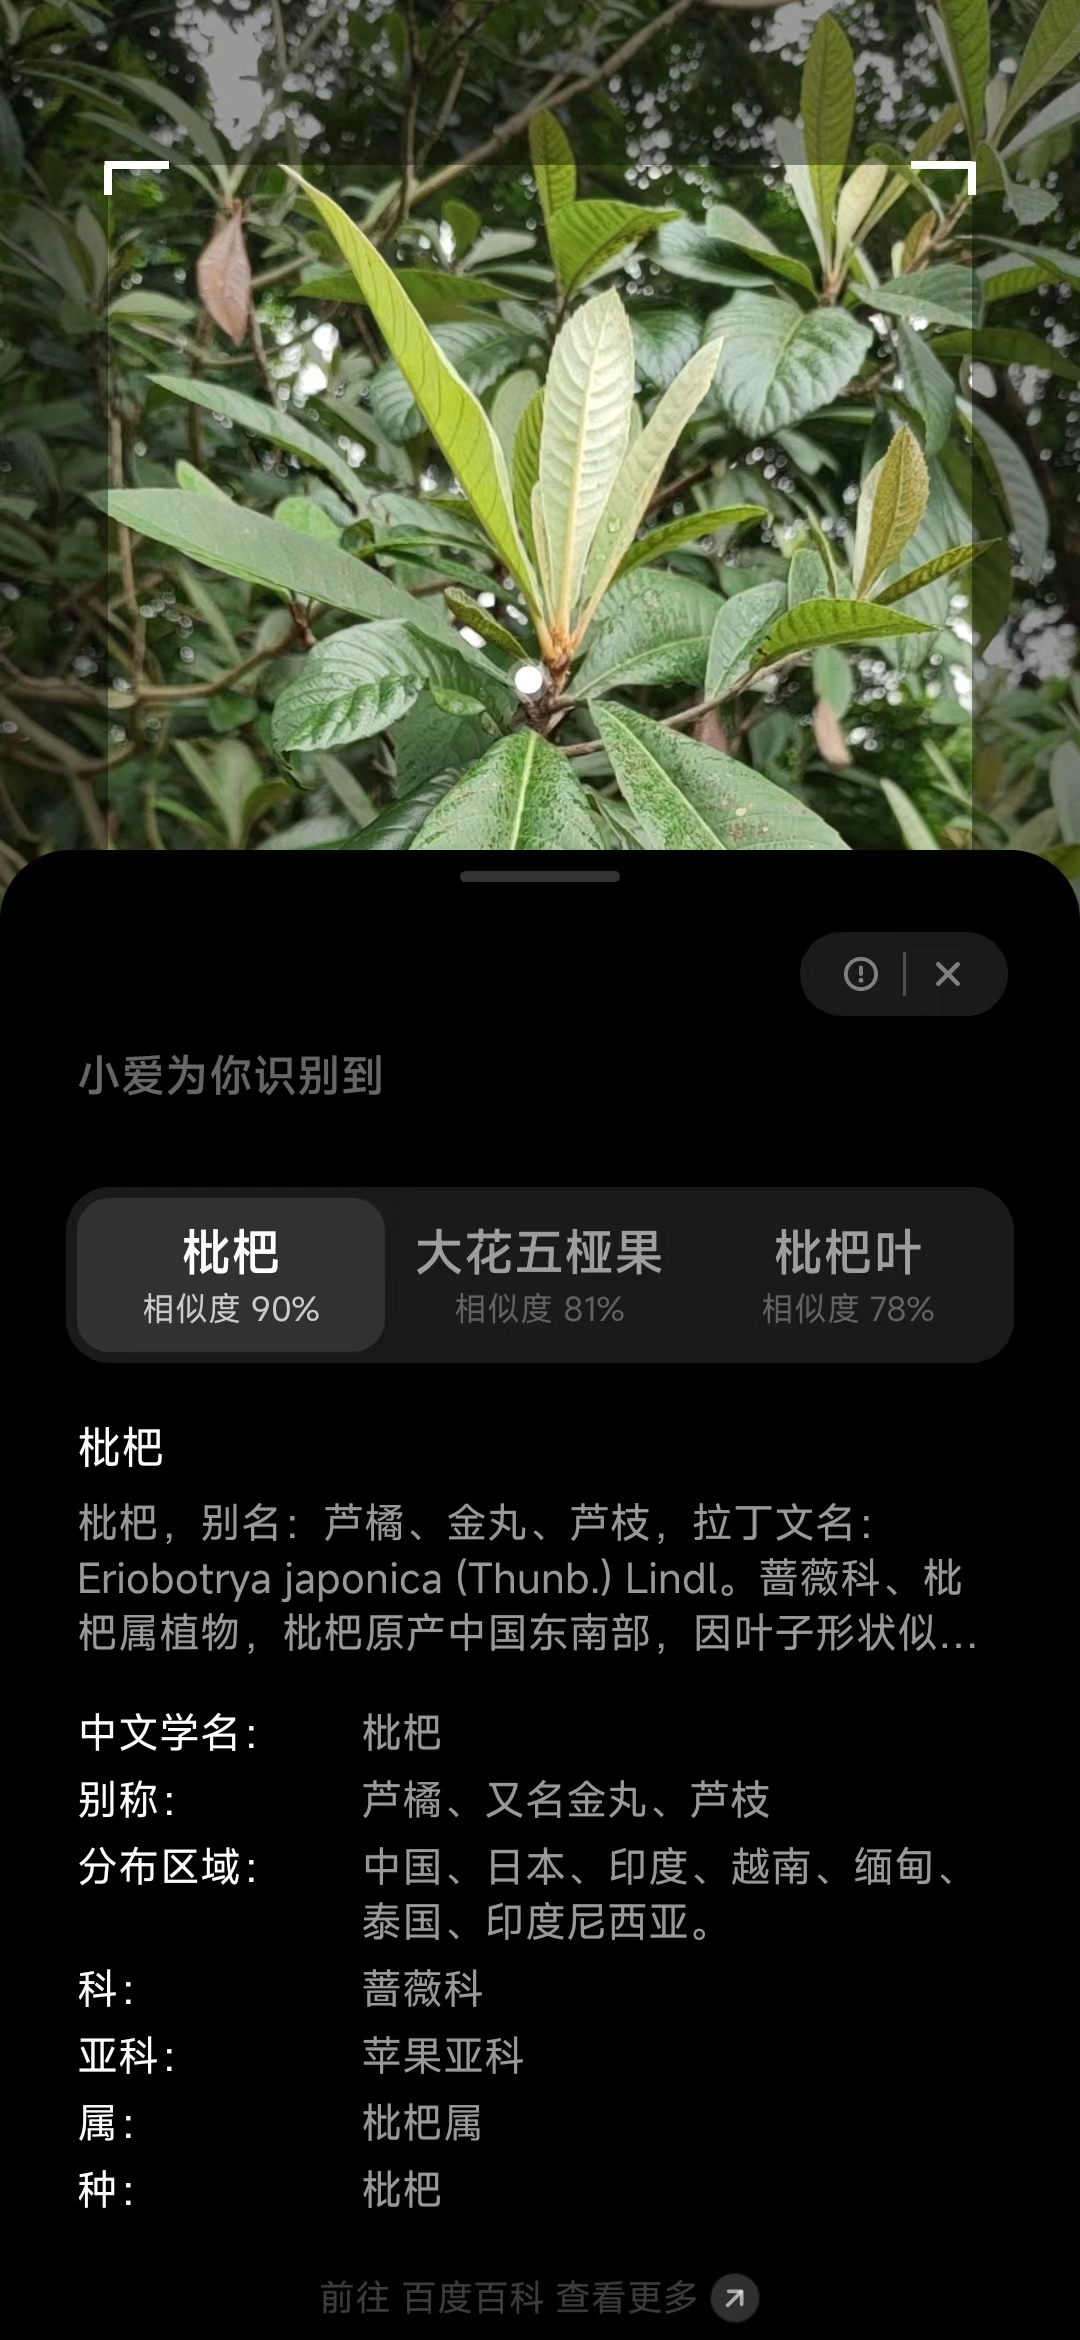 小爱为你识别到
枇杷
相似度 90%
大花五桠果
相似度 81%
枇杷叶
相似度 78%
枇杷
枇杷，别名：芦橘、金丸、芦枝，拉丁文名：
Eriobotrya japonica (Thunb.) Lindl。蔷薇科、枇
杷属植物，枇杷原产中国东南部，因叶子形状似...
中文学名： 枇杷
别称： 芦橘、又名金丸、芦枝
分布区域： 中国、日本、印度、越南、缅甸、
泰国、印度尼西亚。
科： 蔷薇科
亚科： 苹果亚科
属： 枇杷属
种： 枇杷
前往 百度百科 查看更多